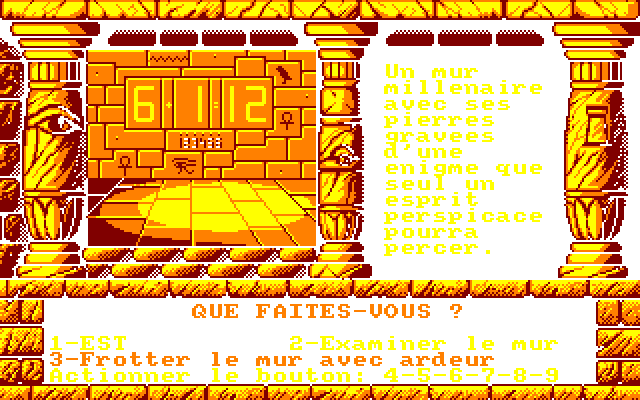 6+1=12
123456
Un mur
millenaire
avec ses
pierres
gravees
d'une
enigme que
seul un
esprit
perspicace
pourra
percer.
QUE FAITES-VOUS ?
1-EST 2-Examiner le mur
3-Frotter le mur avec ardeur
Actionner le bouton: 4-5-6-7-8-9